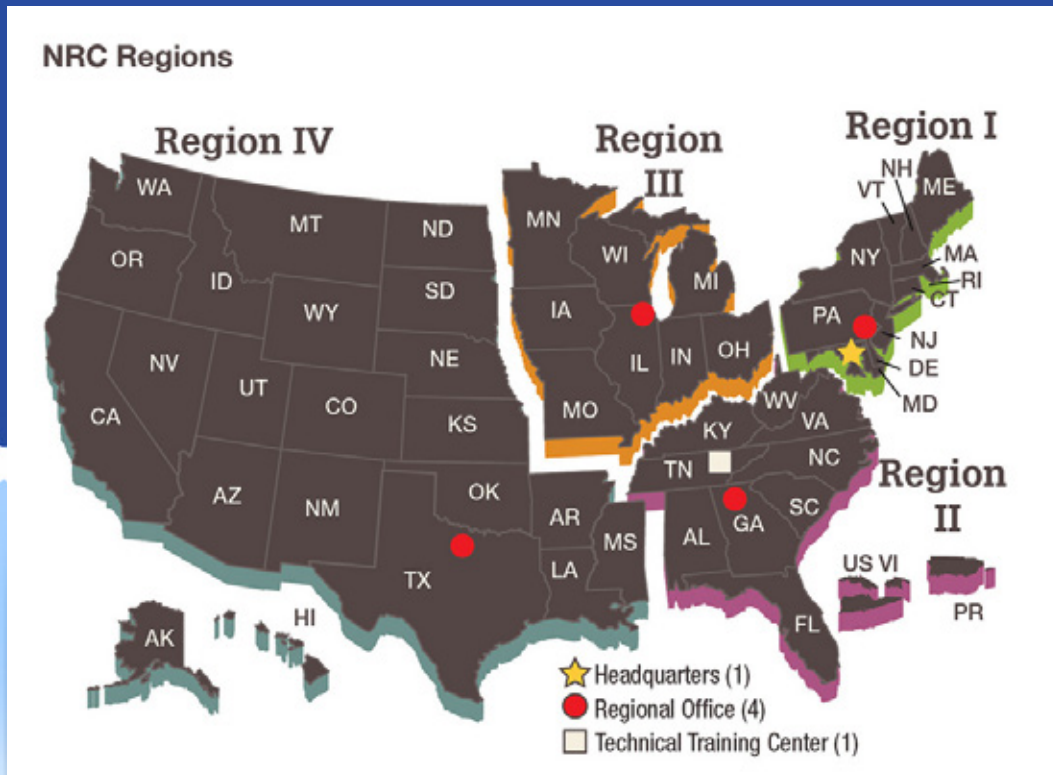 NRC Regions
Region IV
Region
III
Region I
WA
MT
ND
MN
VT
NH
ME
OR
ID
SD
WI
MI
NY
MA
RI
CT
WY
IA
PA
NJ
NV
NE
IL
IN
OH
DE
UT
CO
MD
CA
KS
MO
WV
KY
VA
AZ
NM
OK
TN
NC
Region
II
AR
SC
TX
MS
AL
GA
LA
US VI
PR
AK
HI
FL
Headquarters (1)
Regional Office (4)
Technical Training Center (1)